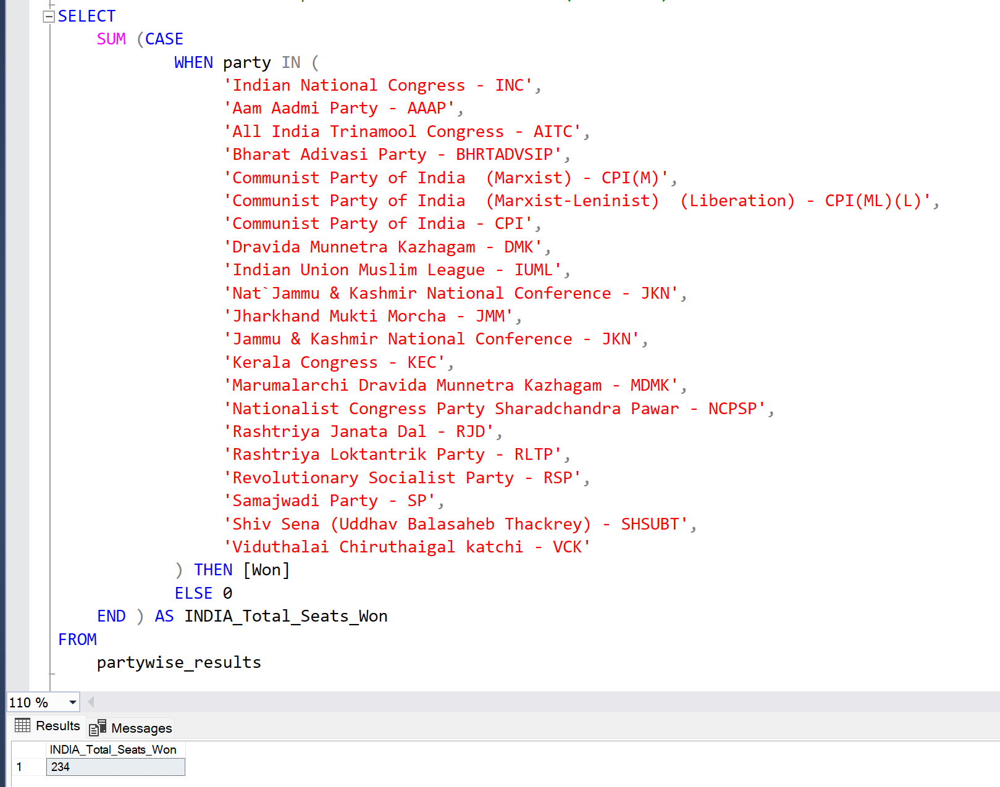 SELECT
SUM (CASE
WHEN party IN (
'Indian National Congress - INC',
'Aam Aadmi Party - AAAP',
'All India Trinamool Congress - AITC',
'Bharat Adivasi Party - BHRTADVSIP',
'Communist Party of India  (Marxist) - CPI(M)',
'Communist Party of India  (Marxist-Leninist)  (Liberation) - CPI(ML)(L)',
'Communist Party of India - CPI',
'Dravida Munnetra Kazhagam - DMK',
'Indian Union Muslim League - IUML',
'Nat`Jammu & Kashmir National Conference - JKN',
'Jharkhand Mukti Morcha - JMM',
'Jammu & Kashmir National Conference - JKN',
'Kerala Congress - KEC',
'Marumalarchi Dravida Munnetra Kazhagam - MDMK',
'Nationalist Congress Party Sharadchandra Pawar - NCPSP',
'Rashtriya Janata Dal - RJD',
'Rashtriya Loktantrik Party - RLTP',
'Revolutionary Socialist Party - RSP',
'Samajwadi Party - SP',
'Shiv Sena (Uddhav Balasaheb Thackrey) - SHSUBT',
'Viduthalai Chiruthaigal katchi - VCK'
) THEN [Won]
ELSE 0
END ) AS INDIA_Total_Seats_Won
FROM
partywise_results
110 %
Results Messages
INDIA_Total_Seats_Won
1 234